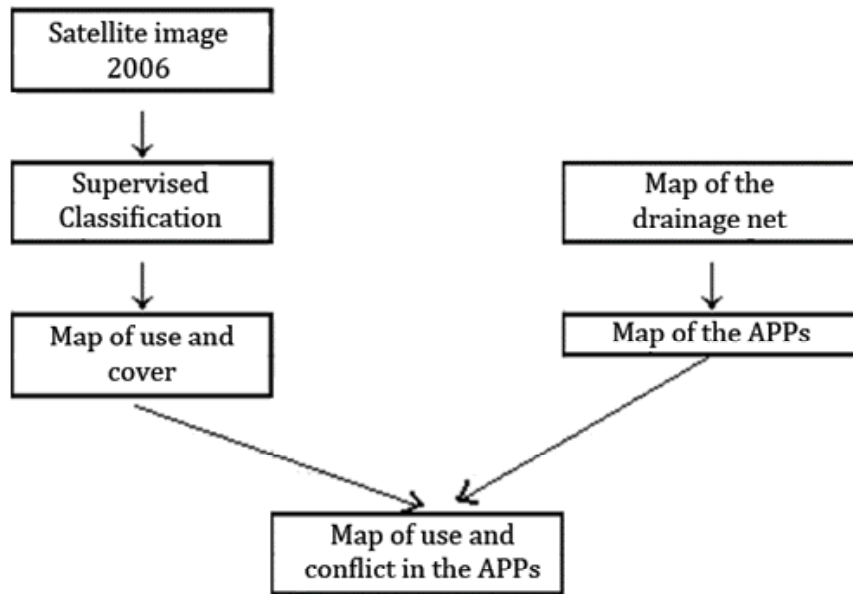 Satellite image
2006
Supervised
Classification
Map of use and
cover
Map of the
drainage net
Map of the APPs
Map of use and
conflict in the APPs